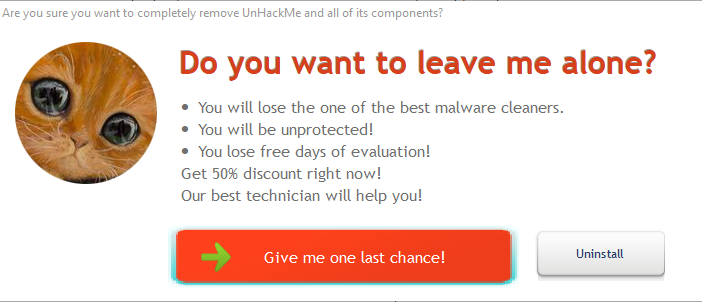 Are you sure you want to completely remove UnHackMe and all of its components?
Do you want to leave me alone?
• You will lose the one of the best malware cleaners.
• You will be unprotected!
• You lose free days of evaluation!
Get 50% discount right now!
Our best technician will help you!
Give me one last chance!
Uninstall